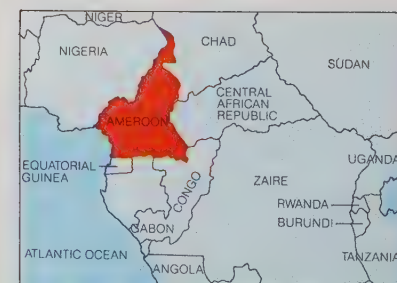 NIGER
CHAD
NIGERIA
SUDAN
CENTRAL
AFRICAN
REPUBLIC
CAMEROON
UGANDA
EQUATORIAL
GUINEA
CONGO
ZAIRE
RWANDA
BURUNDI
GABON
ATLANTIC OCEAN
TANZANIA
ANGOLA